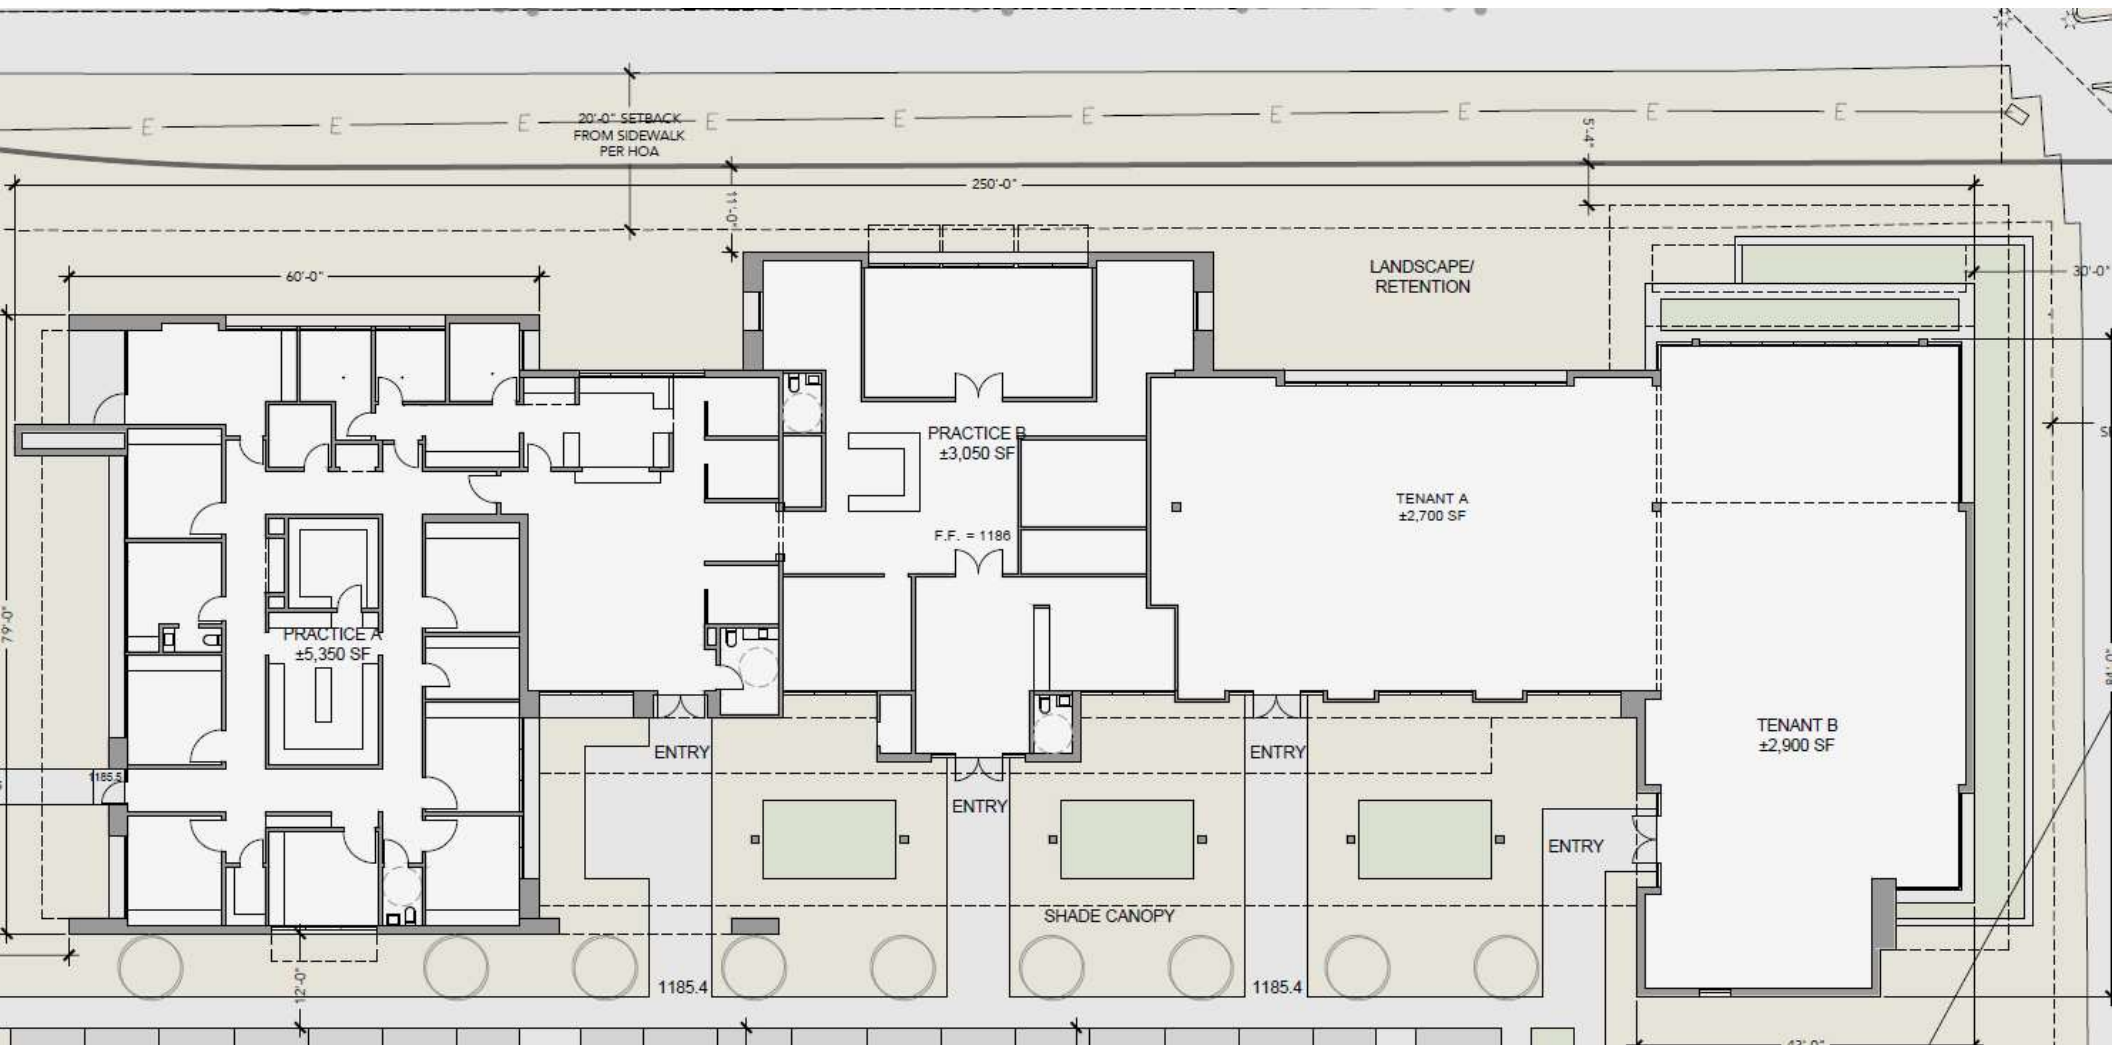 E E E E E E E E E E
20'-0" SETBACK
FROM SIDEWALK
PER HOA
5'-4"
250'-0"
11'-0"
60'-0"
LANDSCAPE/
RETENTION
30'-0"
PRACTICE B
±3,050 SF
TENANT A
±2,700 SF
F.F. = 1186
79'-0"
PRACTICE A
±5,350 SF
84'-0"
TENANT B
±2,900 SF
ENTRY
ENTRY
1185.5
ENTRY
ENTRY
SHADE CANOPY
1185.4
1185.4
12'-0"